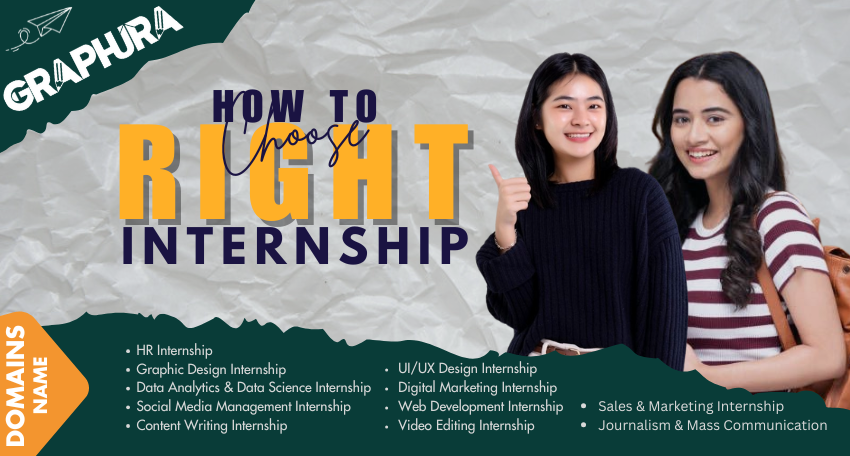 GRAPHURA
HOW TO
Choose
RIGHT
INTERNSHIP
DOMAINS
NAME
• HR Internship
• Graphic Design Internship
• Data Analytics & Data Science Internship
• Social Media Management Internship
• Content Writing Internship
• UI/UX Design Internship
• Digital Marketing Internship
• Web Development Internship
• Video Editing Internship
• Sales & Marketing Internship
• Journalism & Mass Communication